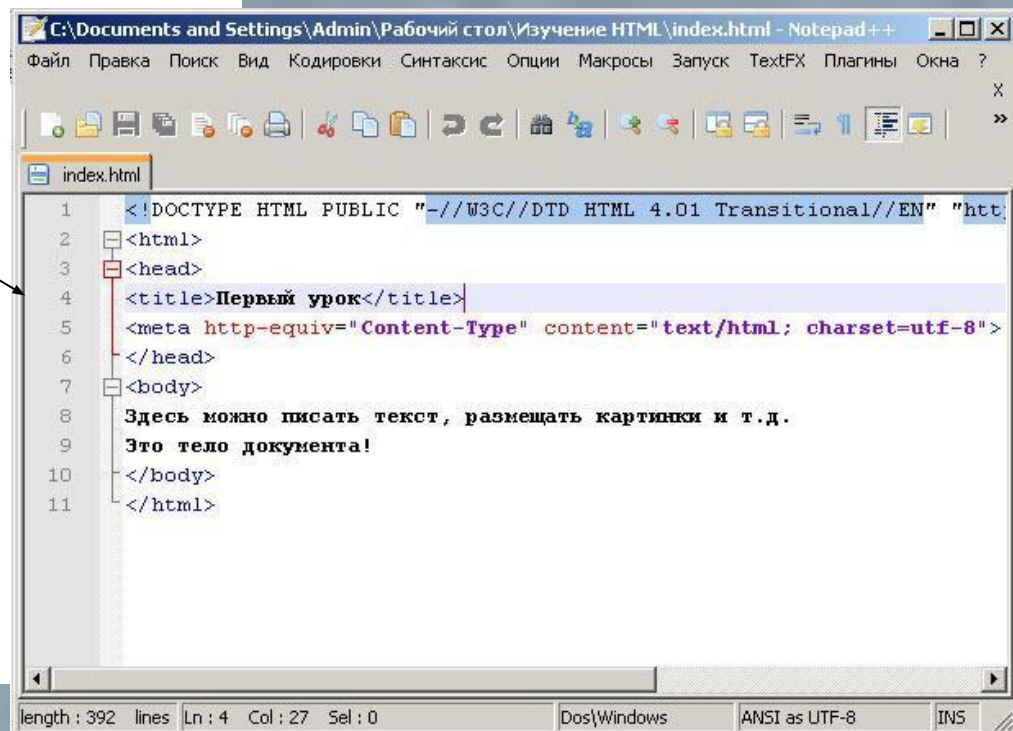 C:\Documents and Settings\Admin\Рабочий стол\Изучение HTML\index.html - Notepad++
Файл Правка Поиск Вид Кодировки Синтаксис Опции Макросы Запуск TextFX Плагины Окна ?
X
index.html
1 <!DOCTYPE HTML PUBLIC "-//W3C//DTD HTML 4.01 Transitional//EN" "htt
2 <html>
3 <head>
4 <title>Первый урок</title>
5 <meta http-equiv="Content-Type" content="text/html; charset=utf-8">
6 </head>
7 <body>
8 Здесь можно писать текст, размещать картинки и т.д.
9 Это тело документа!
10 </body>
11 </html>
length : 392 lines Ln : 4 Col : 27 Sel : 0 Dos\Windows ANSI as UTF-8 INS